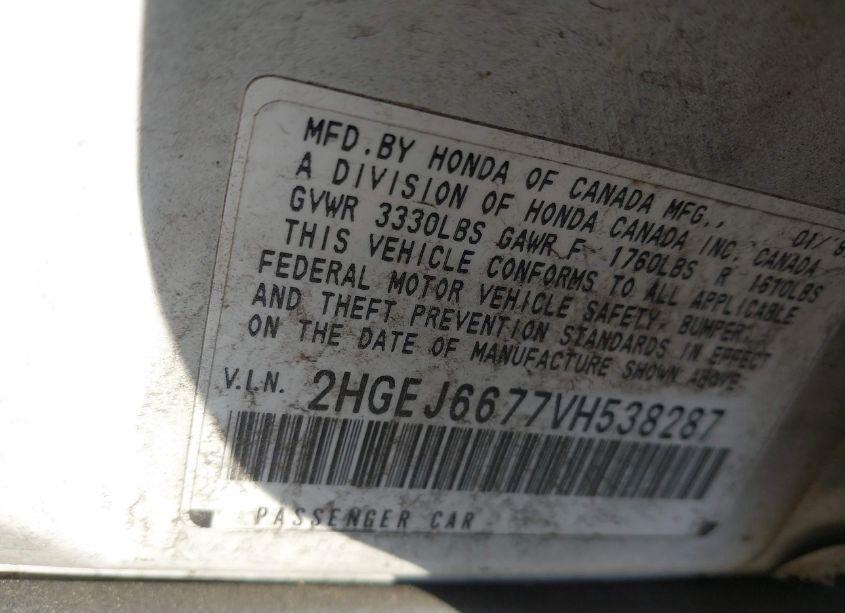 MFD.BY HONDA OF CANADA MFG.,
A DIVISION OF HONDA CANADA INC. CANADA 01/
GVWR 3330LBS GAWR F 1760LBS R 1610LBS
THIS VEHICLE CONFORMS TO ALL APPLICABLE
FEDERAL MOTOR VEHICLE SAFETY, BUMPER,
AND THEFT PREVENTION STANDARDS IN EFFECT
ON THE DATE OF MANUFACTURE SHOWN ABOVE.
V.I.N. 2HGEJ6677VH538287
PASSENGER CAR